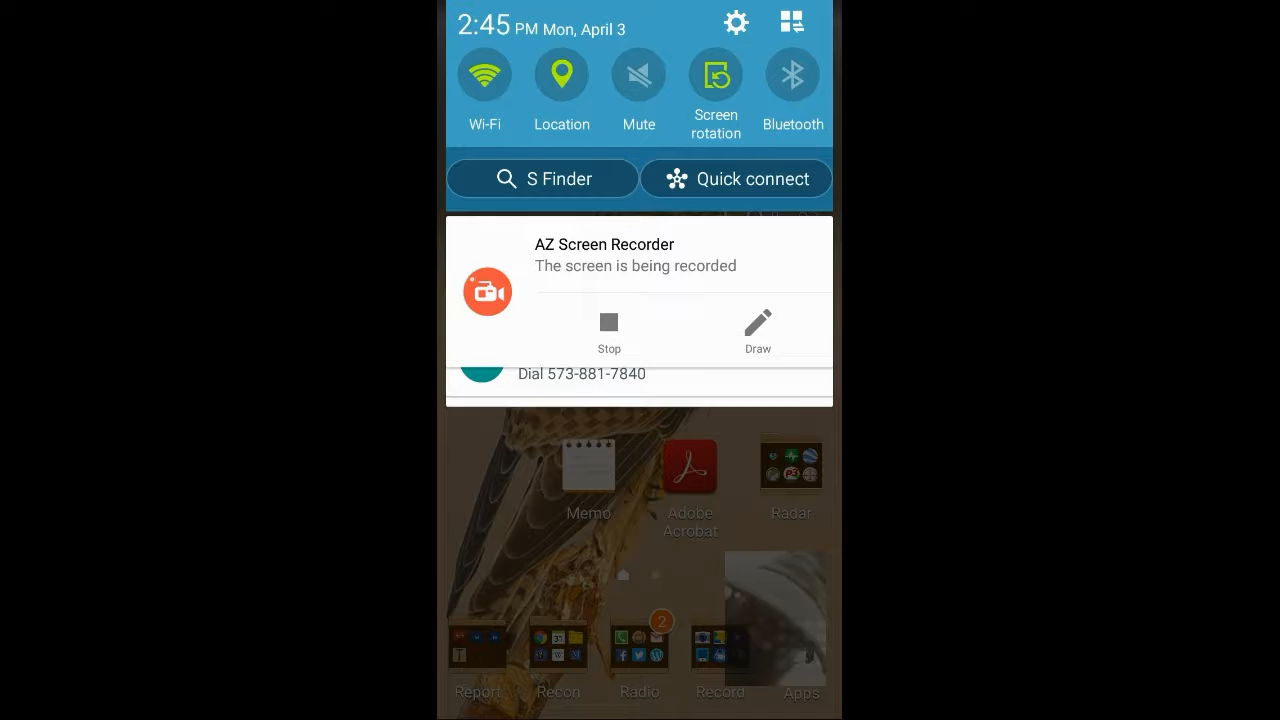 2:45 PM Mon, April 3
Wi-Fi
Location
Mute
Screen
rotation
Bluetooth
S Finder
Quick connect
AZ Screen Recorder
The screen is being recorded
Stop
Draw
Dial 573-881-7840
Memo
Adobe
Acrobat
Radar
2
Report
Recon
Radio
Record
Apps